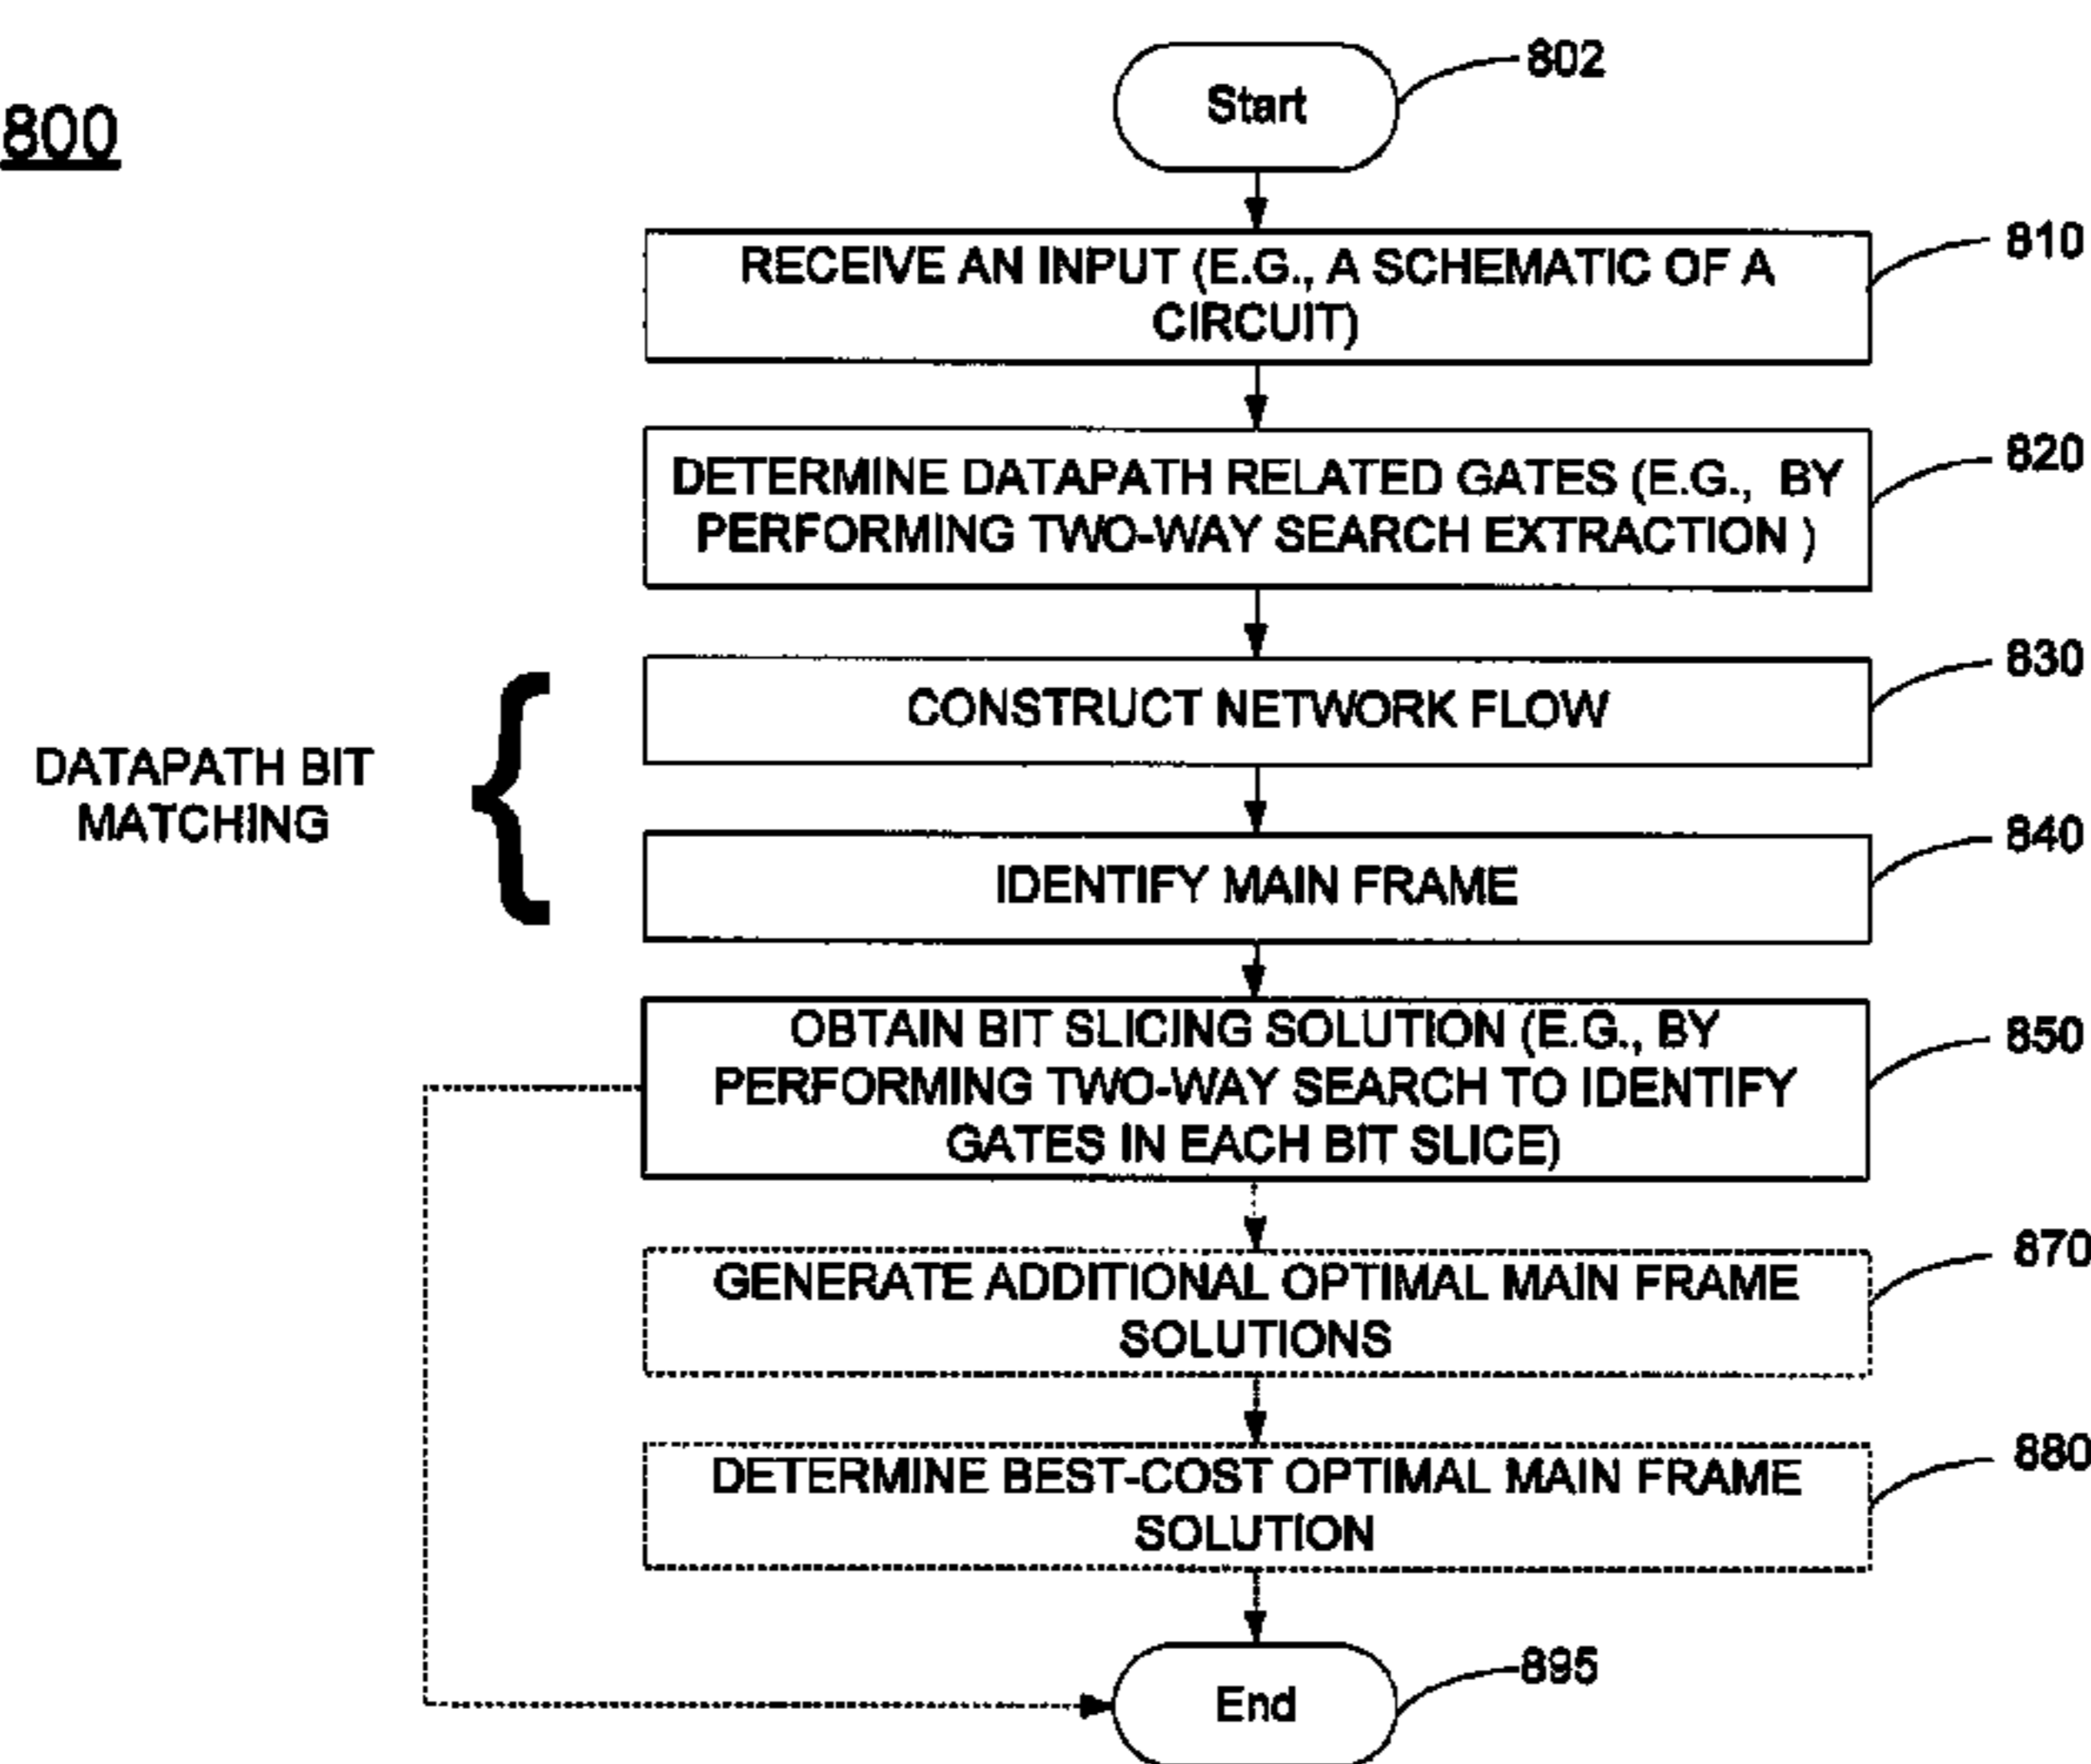 800
Start
802
RECEIVE AN INPUT (E.G., A SCHEMATIC OF A
CIRCUIT)
810
DETERMINE DATAPATH RELATED GATES (E.G., BY
PERFORMING TWO-WAY SEARCH EXTRACTION )
820
DATAPATH BIT
MATCHING
CONSTRUCT NETWORK FLOW
830
IDENTIFY MAIN FRAME
840
OBTAIN BIT SLICING SOLUTION (E.G., BY
PERFORMING TWO-WAY SEARCH TO IDENTIFY
GATES IN EACH BIT SLICE)
850
GENERATE ADDITIONAL OPTIMAL MAIN FRAME
SOLUTIONS
870
DETERMINE BEST-COST OPTIMAL MAIN FRAME
SOLUTION
880
End
895